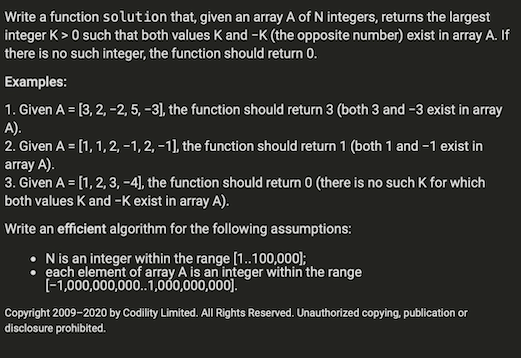 Write a function solution that, given an array A of N integers, returns the largest
integer K > 0 such that both values K and −K (the opposite number) exist in array A. If
there is no such integer, the function should return 0.
Examples:
1. Given A = [3, 2, −2, 5, −3], the function should return 3 (both 3 and −3 exist in array
A).
2. Given A = [1, 1, 2, −1, 2, −1], the function should return 1 (both 1 and −1 exist in
array A).
3. Given A = [1, 2, 3, −4], the function should return 0 (there is no such K for which
both values K and −K exist in array A).
Write an efficient algorithm for the following assumptions:
• N is an integer within the range [1..100,000];
• each element of array A is an integer within the range
[−1,000,000,000..1,000,000,000].
Copyright 2009–2020 by Codility Limited. All Rights Reserved. Unauthorized copying, publication or
disclosure prohibited.